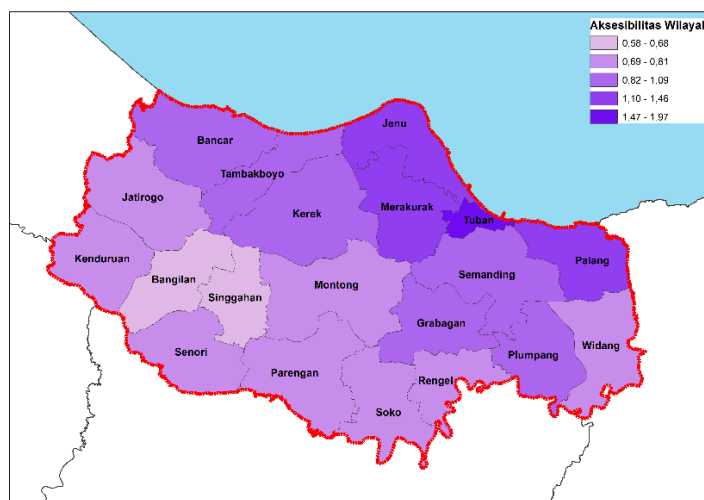 Aksesibilitas Wilayal
0,58 - 0,68
0,69 - 0,81
0.82 - 1.09
1,10 - 1,46
1.47 - 1.97
Jenu
Bancar
Tambakboyo
Jatirogo
Merakurak
Kerek
Tuban
Kenduruan
Palang
Bangilan
Semanding
Singgahan
Montong
Grabagan
Widang
Senori
Plumpang
Parengan
Rengel
Soko